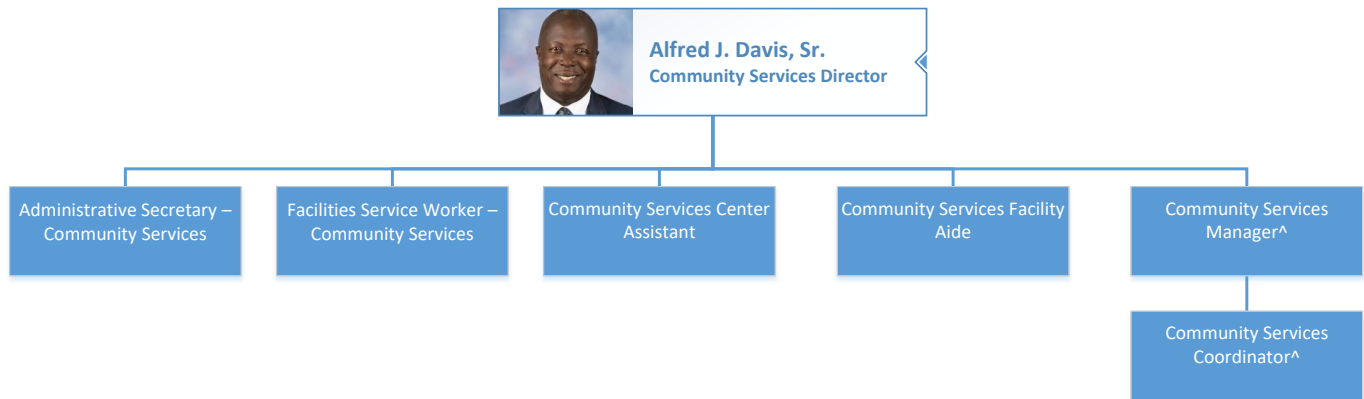 Alfred J. Davis, Sr.
Community Services Director
Administrative Secretary –
Community Services
Facilities Service Worker –
Community Services
Community Services Center
Assistant
Community Services Facility
Aide
Community Services
Manager^
Community Services
Coordinator^